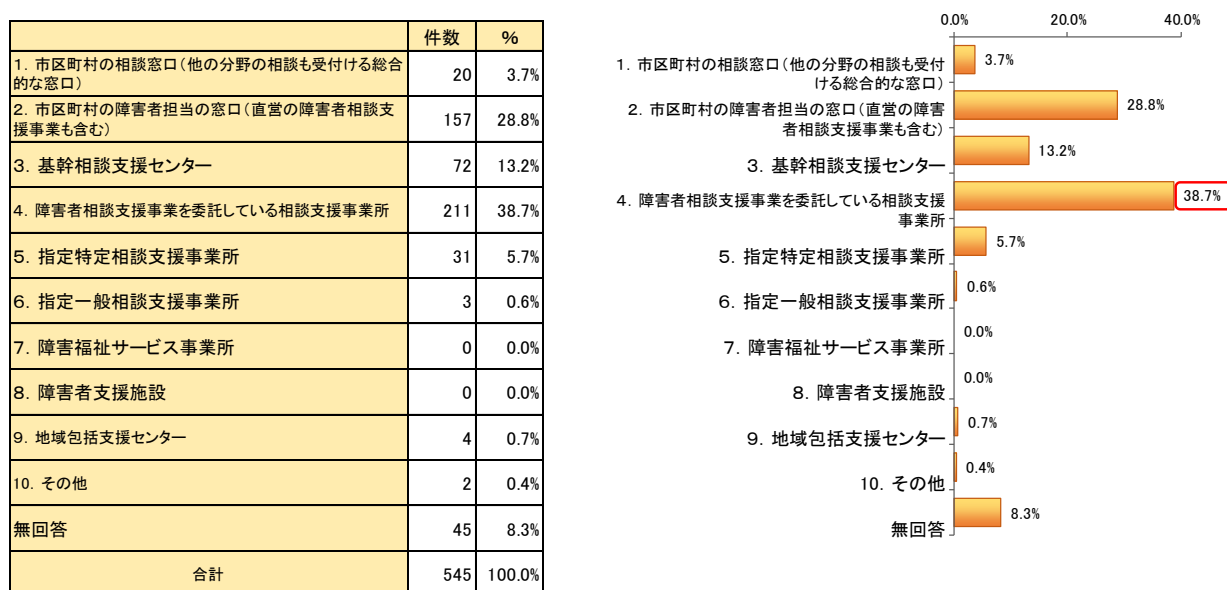 件数 %
1. 市区町村の相談窓口(他の分野の相談も受付ける総合
的な窓口)
20 3.7%
2. 市区町村の障害者担当の窓口(直営の障害者相談支
援事業も含む)
157 28.8%
3. 基幹相談支援センター 72 13.2%
4. 障害者相談支援事業を委託している相談支援事業所 211 38.7%
5. 指定特定相談支援事業所 31 5.7%
6. 指定一般相談支援事業所 3 0.6%
7. 障害福祉サービス事業所 0 0.0%
8. 障害者支援施設 0 0.0%
9. 地域包括支援センター 4 0.7%
10. その他 2 0.4%
無回答 45 8.3%
合計 545 100.0%
0.0% 20.0% 40.0%
1. 市区町村の相談窓口(他の分野の相談も受付
ける総合的な窓口)
3.7%
2. 市区町村の障害者担当の窓口(直営の障害
者相談支援事業も含む)
28.8%
3. 基幹相談支援センター 13.2%
4. 障害者相談支援事業を委託している相談支援
事業所
38.7%
5. 指定特定相談支援事業所 5.7%
6. 指定一般相談支援事業所 0.6%
7. 障害福祉サービス事業所 0.0%
8. 障害者支援施設 0.0%
9. 地域包括支援センター 0.7%
10. その他 0.4%
無回答 8.3%